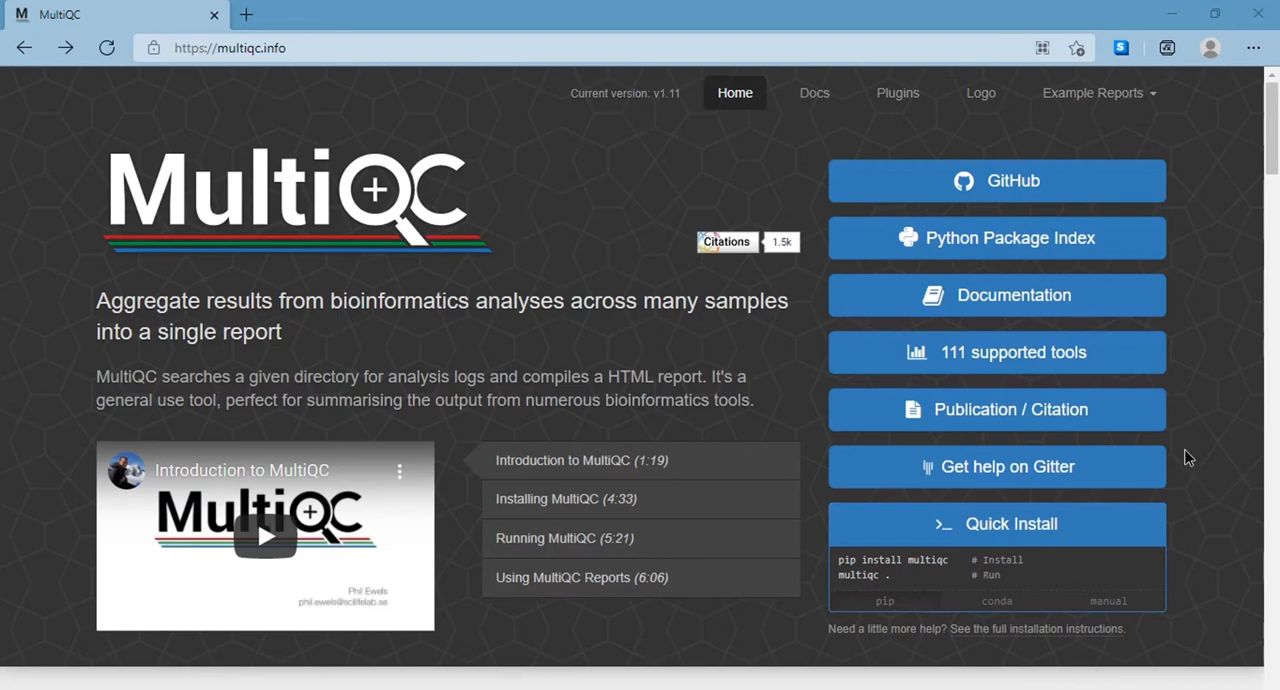 MultiQC
https://multiqc.info
Current version: v1.11
Home
Docs
Plugins
Logo
Example Reports
MultiQC
Citations
1.5k
Aggregate results from bioinformatics analyses across many samples
into a single report
MultiQC searches a given directory for analysis logs and compiles a HTML report. It's a
general use tool, perfect for summarising the output from numerous bioinformatics tools.
Introduction to MultiQC
MultiQC
Phil Ewels
phil.ewels@scilifelab.se
Introduction to MultiQC (1:19)
Installing MultiQC (4:33)
Running MultiQC (5:21)
Using MultiQC Reports (6:06)
GitHub
Python Package Index
Documentation
111 supported tools
Publication / Citation
Get help on Gitter
>_ Quick Install
pip install multiqc # Install
multiqc . # Run
pip conda manual
Need a little more help? See the full installation instructions.